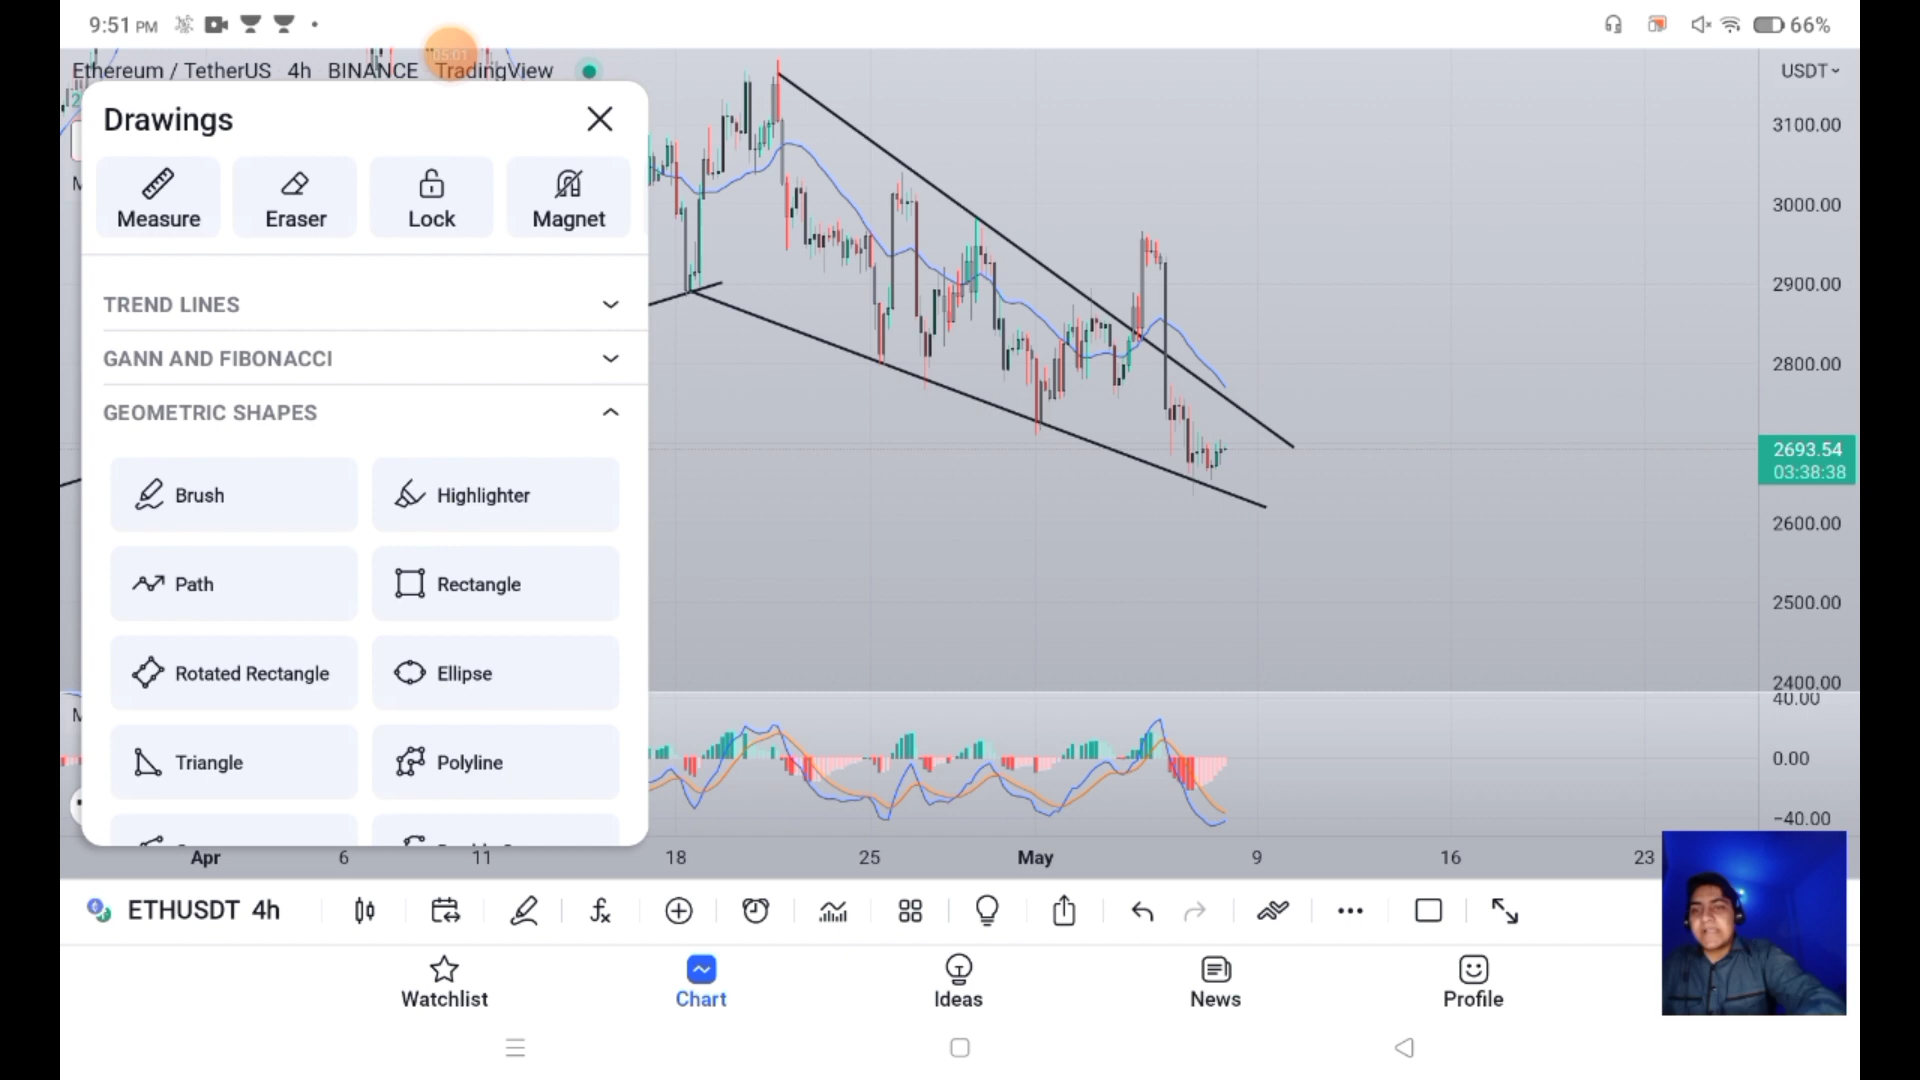 9:51 PM
66%
05:01
Ethereum / TetherUS 4h BINANCE TradingView
USDT
Drawings
Measure
Eraser
Lock
Magnet
TREND LINES
GANN AND FIBONACCI
GEOMETRIC SHAPES
Brush
Highlighter
Path
Rectangle
Rotated Rectangle
Ellipse
Triangle
Polyline
3100.00
3000.00
2900.00
2800.00
2693.54
03:38:38
2600.00
2500.00
2400.00
40.00
0.00
−40.00
Apr 6 11 18 25 May 9 16 23
ETHUSDT 4h
Watchlist
Chart
Ideas
News
Profile